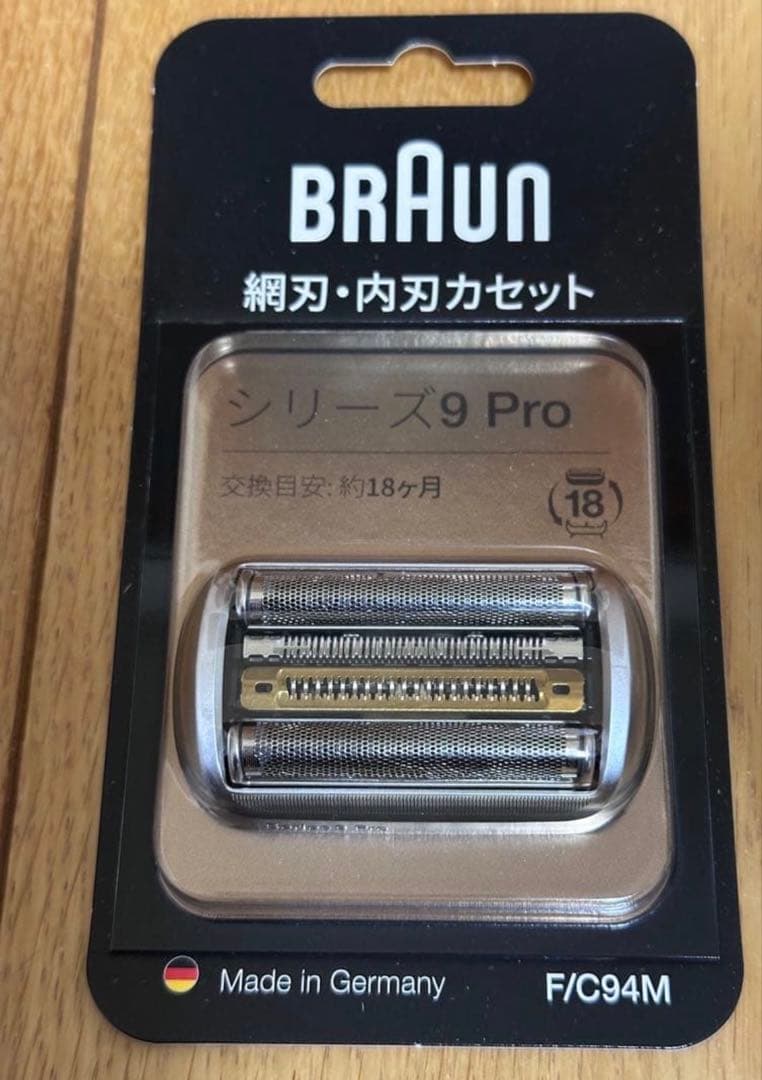 BRAUN
網刃・内刃カセット
シリーズ9 Pro
交換目安: 約18ヶ月
18
Made in Germany
F/C94M